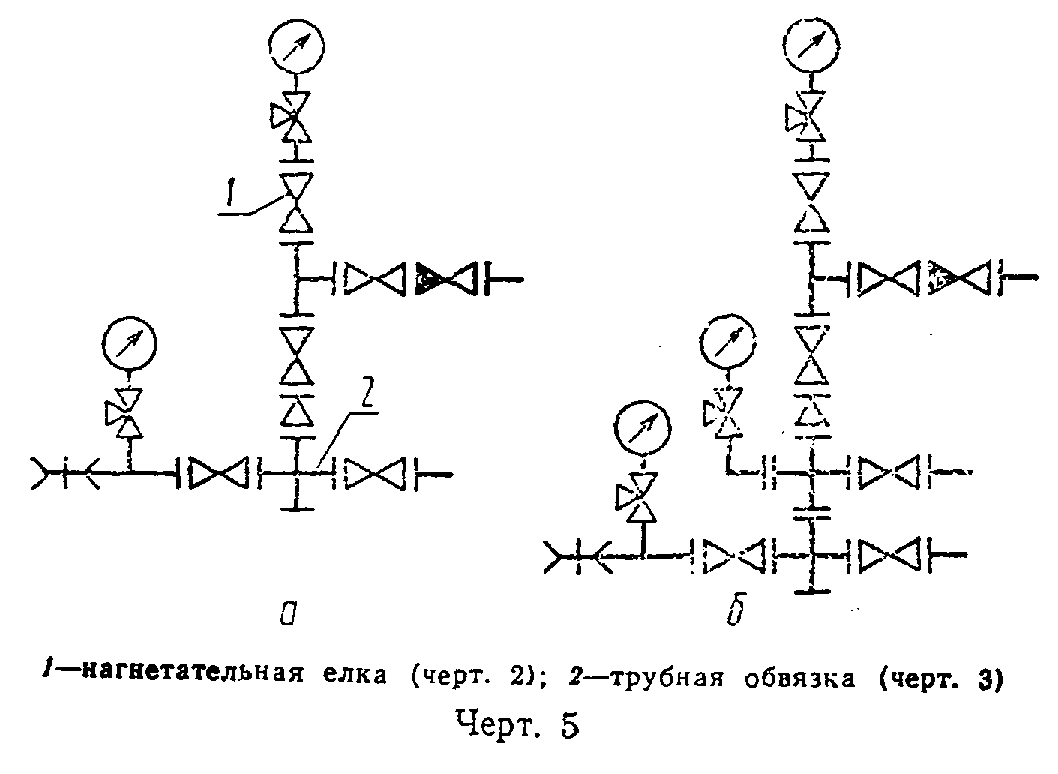 1
2
а
б
1—нагнетательная елка (черт. 2); 2—трубная обвязка (черт. 3)
Черт. 5